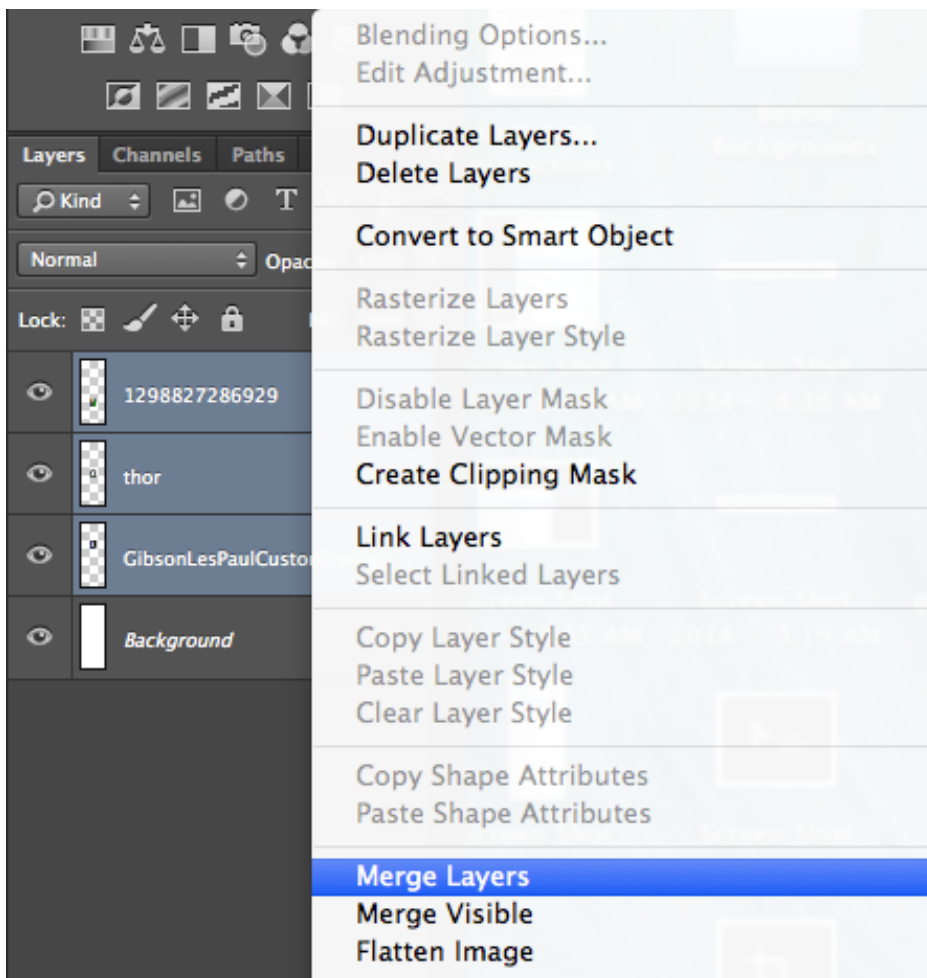 Blending Options...
Edit Adjustment...
Duplicate Layers...
Delete Layers
Convert to Smart Object
Rasterize Layers
Rasterize Layer Style
Disable Layer Mask
Enable Vector Mask
Create Clipping Mask
Link Layers
Select Linked Layers
Copy Layer Style
Paste Layer Style
Clear Layer Style
Copy Shape Attributes
Paste Shape Attributes
Merge Layers
Merge Visible
Flatten Image
Layers Channels Paths
Kind T
Normal Opac
Lock:
1298827286929
thor
GibsonLesPaulCusto
Background